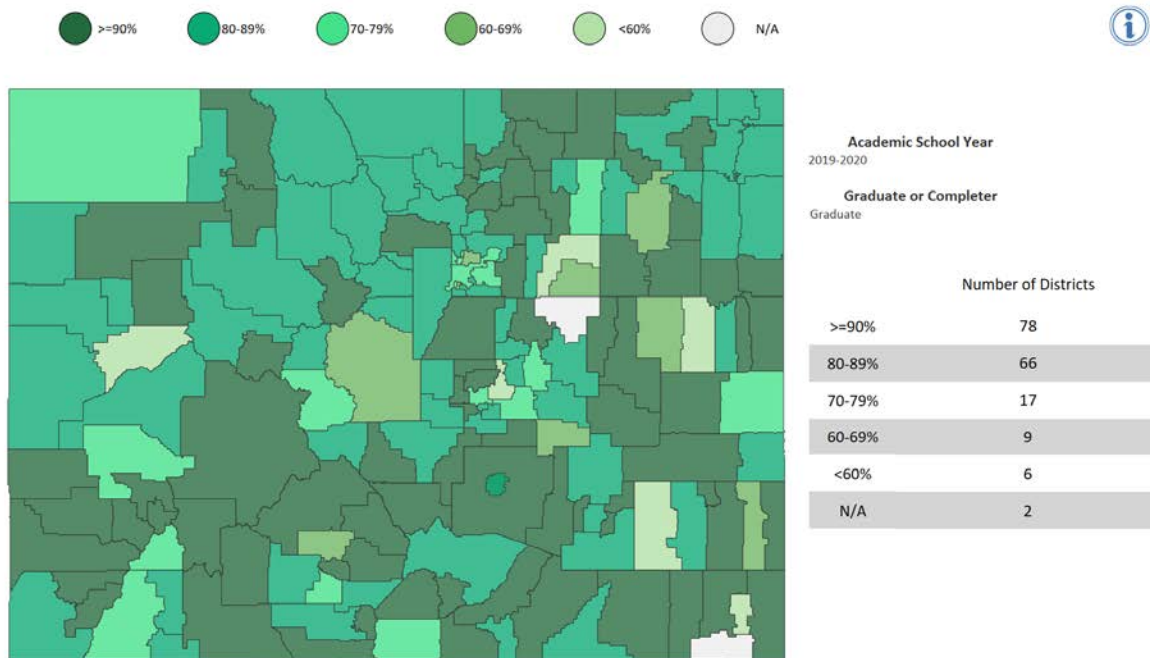 >=90% 80-89% 70-79% 60-69% <60% N/A
Academic School Year
2019-2020
Graduate or Completer
Graduate
Number of Districts
>=90% 78
80-89% 66
70-79% 17
60-69% 9
<60% 6
N/A 2